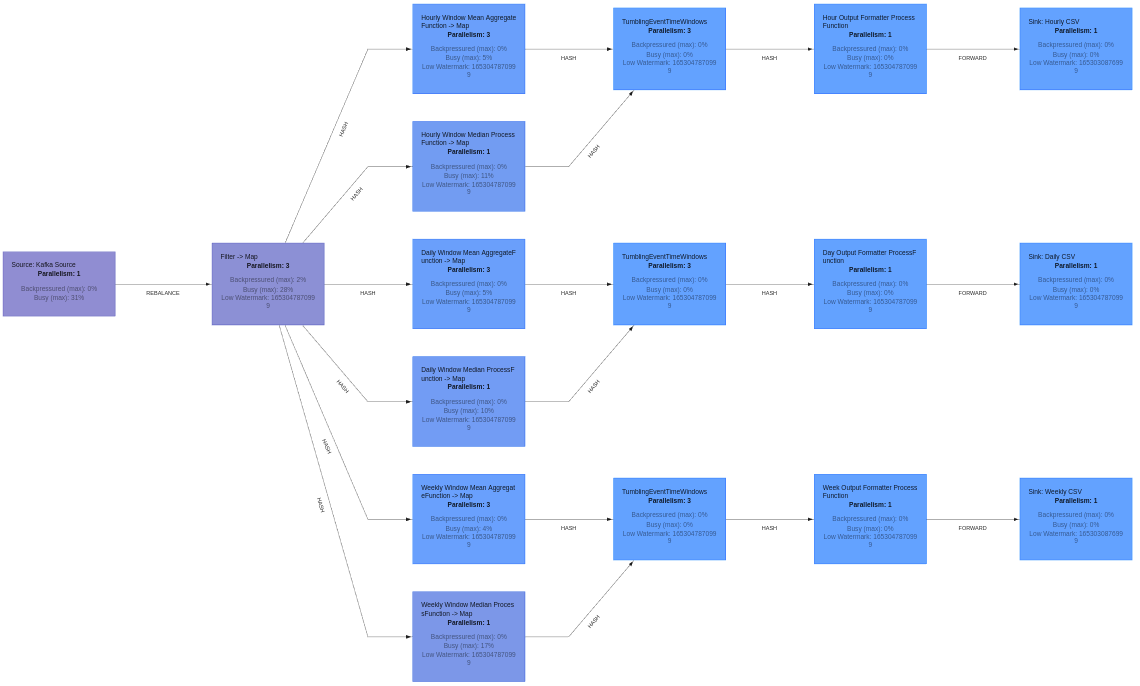 Hourly Window Mean Aggregate
Function -> Map
Parallelism: 3
Backpressured (max): 0%
Busy (max): 5%
Low Watermark: 165304787099
9
HASH
TumblingEventTimeWindows
Parallelism: 3
Backpressured (max): 0%
Busy (max): 0%
Low Watermark: 165304787099
9
HASH
Hour Output Formatter Process
Function
Parallelism: 1
Backpressured (max): 0%
Busy (max): 0%
Low Watermark: 165304787099
9
FORWARD
Sink: Hourly CSV
Parallelism: 1
Backpressured (max): 0%
Busy (max): 0%
Low Watermark: 165303087699
9
HASH
Hourly Window Median Process
Function -> Map
Parallelism: 1
Backpressured (max): 0%
Busy (max): 11%
Low Watermark: 165304787099
9
HASH
HASH
Source: Kafka Source
Parallelism: 1
Backpressured (max): 0%
Busy (max): 31%
REBALANCE
Filter -> Map
Parallelism: 3
Backpressured (max): 2%
Busy (max): 28%
Low Watermark: 165304787099
9
HASH
Daily Window Mean AggregateF
unction -> Map
Parallelism: 3
Backpressured (max): 0%
Busy (max): 5%
Low Watermark: 165304787099
9
HASH
TumblingEventTimeWindows
Parallelism: 3
Backpressured (max): 0%
Busy (max): 0%
Low Watermark: 165304787099
9
HASH
Day Output Formatter ProcessF
unction
Parallelism: 1
Backpressured (max): 0%
Busy (max): 0%
Low Watermark: 165304787099
9
FORWARD
Sink: Daily CSV
Parallelism: 1
Backpressured (max): 0%
Busy (max): 0%
Low Watermark: 165304787099
9
HASH
Daily Window Median ProcessF
unction -> Map
Parallelism: 1
Backpressured (max): 0%
Busy (max): 10%
Low Watermark: 165304787099
9
HASH
HASH
Weekly Window Mean Aggregat
eFunction -> Map
Parallelism: 3
Backpressured (max): 0%
Busy (max): 4%
Low Watermark: 165304787099
9
HASH
TumblingEventTimeWindows
Parallelism: 3
Backpressured (max): 0%
Busy (max): 0%
Low Watermark: 165304787099
9
HASH
Week Output Formatter Process
Function
Parallelism: 1
Backpressured (max): 0%
Busy (max): 0%
Low Watermark: 165304787099
9
FORWARD
Sink: Weekly CSV
Parallelism: 1
Backpressured (max): 0%
Busy (max): 0%
Low Watermark: 165303087699
9
HASH
Weekly Window Median Proces
sFunction -> Map
Parallelism: 1
Backpressured (max): 0%
Busy (max): 17%
Low Watermark: 165304787099
9
HASH